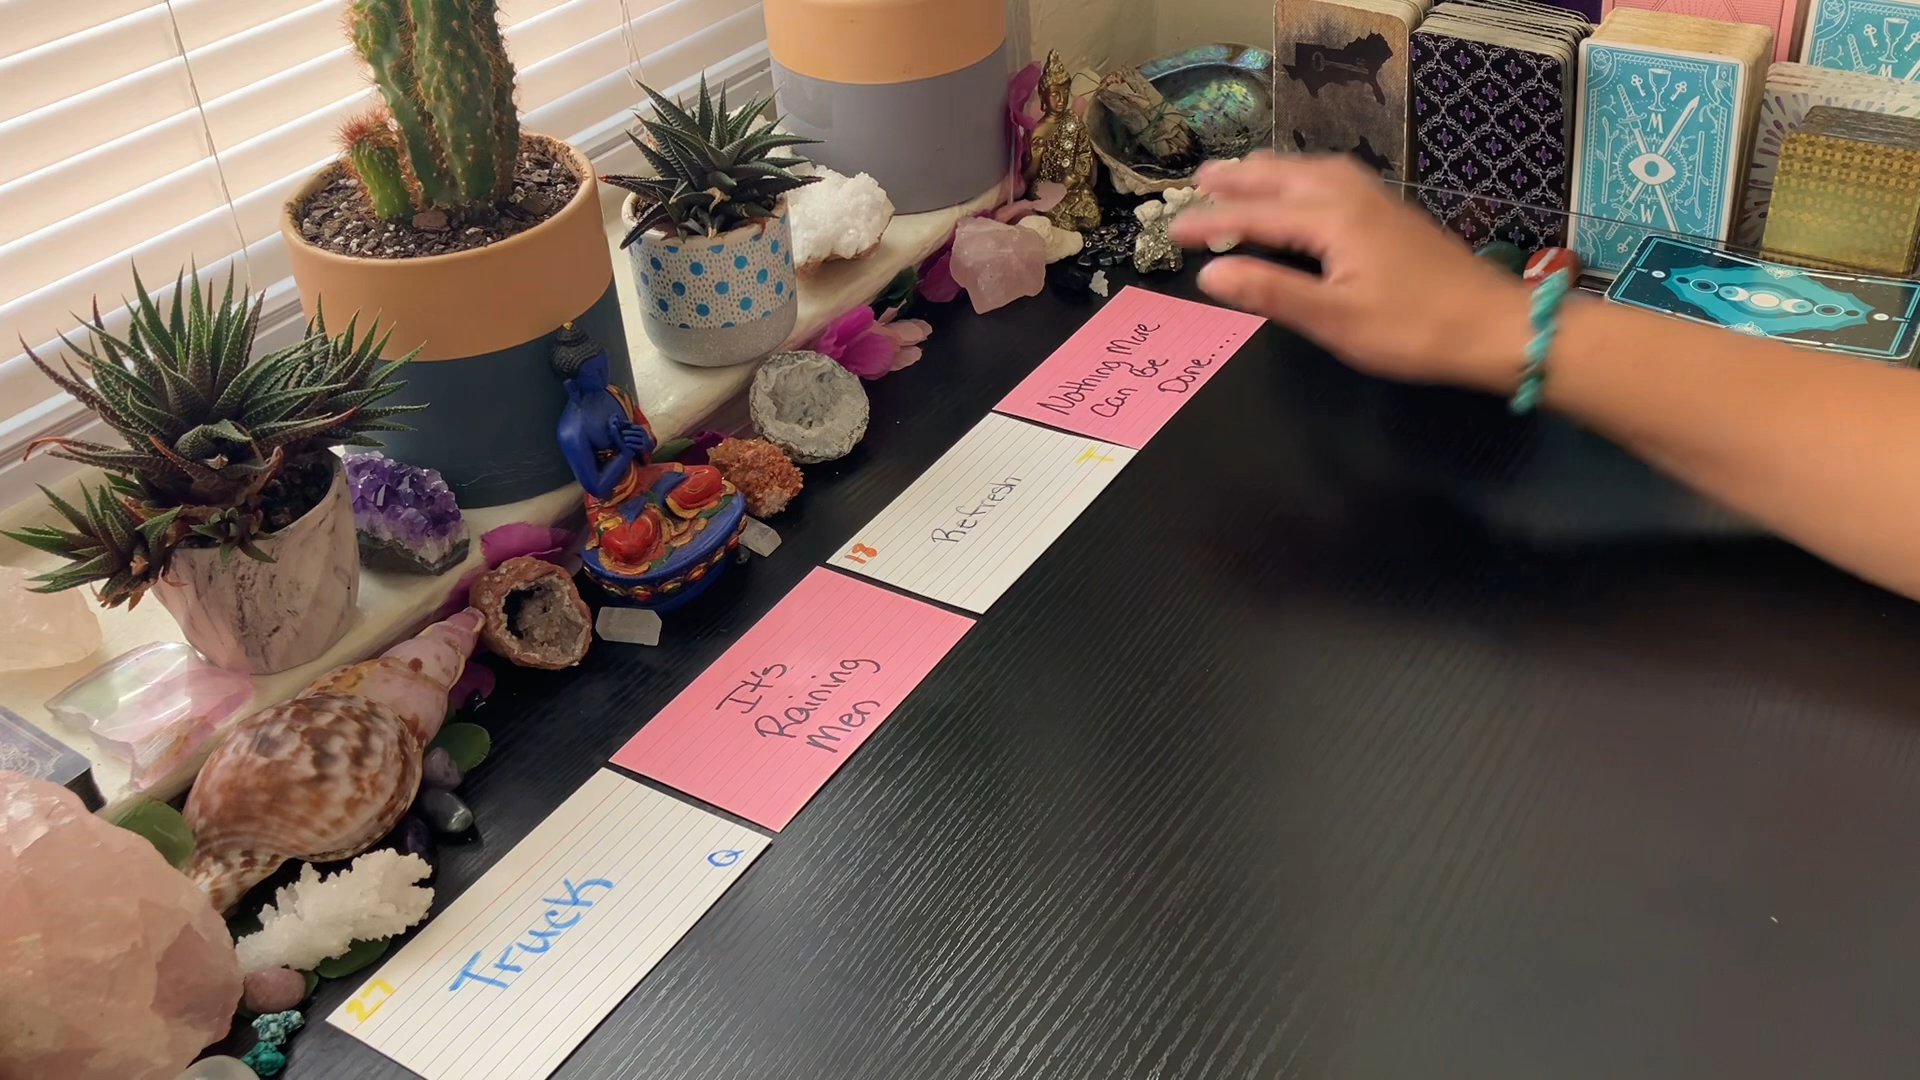 Nothing More
Can Be
Done....
T
Refresh
18
It's
Raining
Men
Q
Truck
27
M
W
M